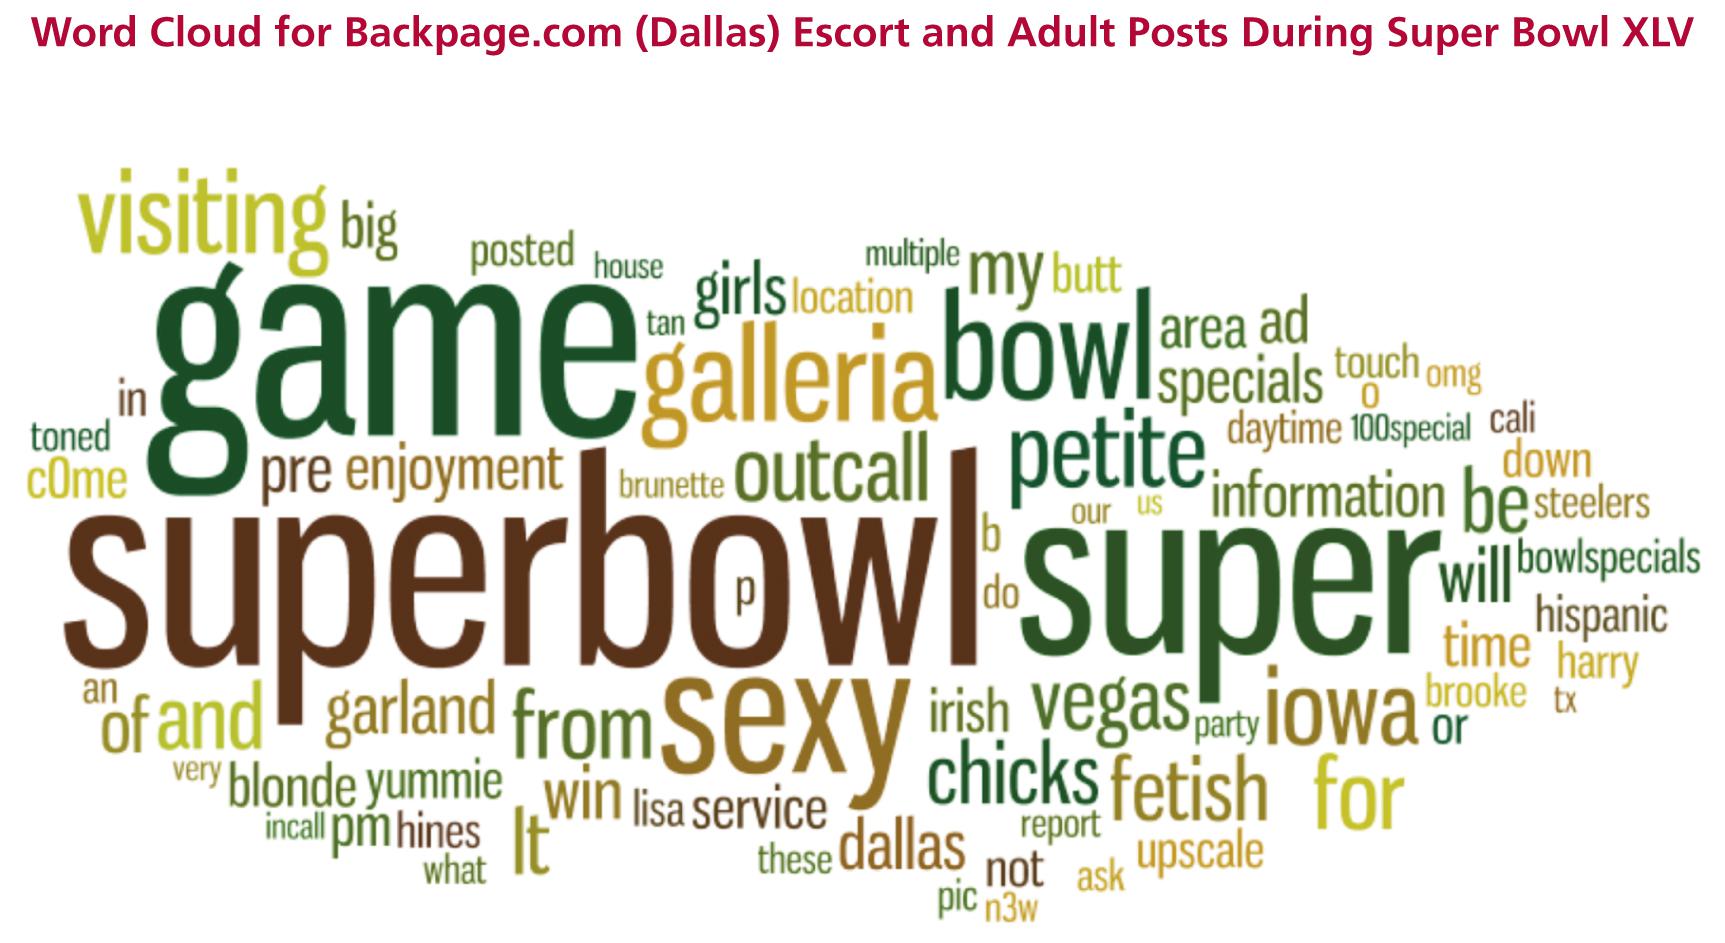 Word Cloud for Backpage.com (Dallas) Escort and Adult Posts During Super Bowl XLV
visiting big
posted house multiple my butt
game tan girls location bowl area ad
galleria specials touch omg
in o
toned petite daytime 100special cali
c0me pre enjoyment brunette outcall down
our us information be steelers
superbowl p b do super will bowlspecials
hispanic
time harry
an of and garland from sexy irish vegas party iowa brooke or tx
very blonde yummie win lisa service chicks fetish for
incall pm hines lt report
what these dallas not ask upscale
pic n3w